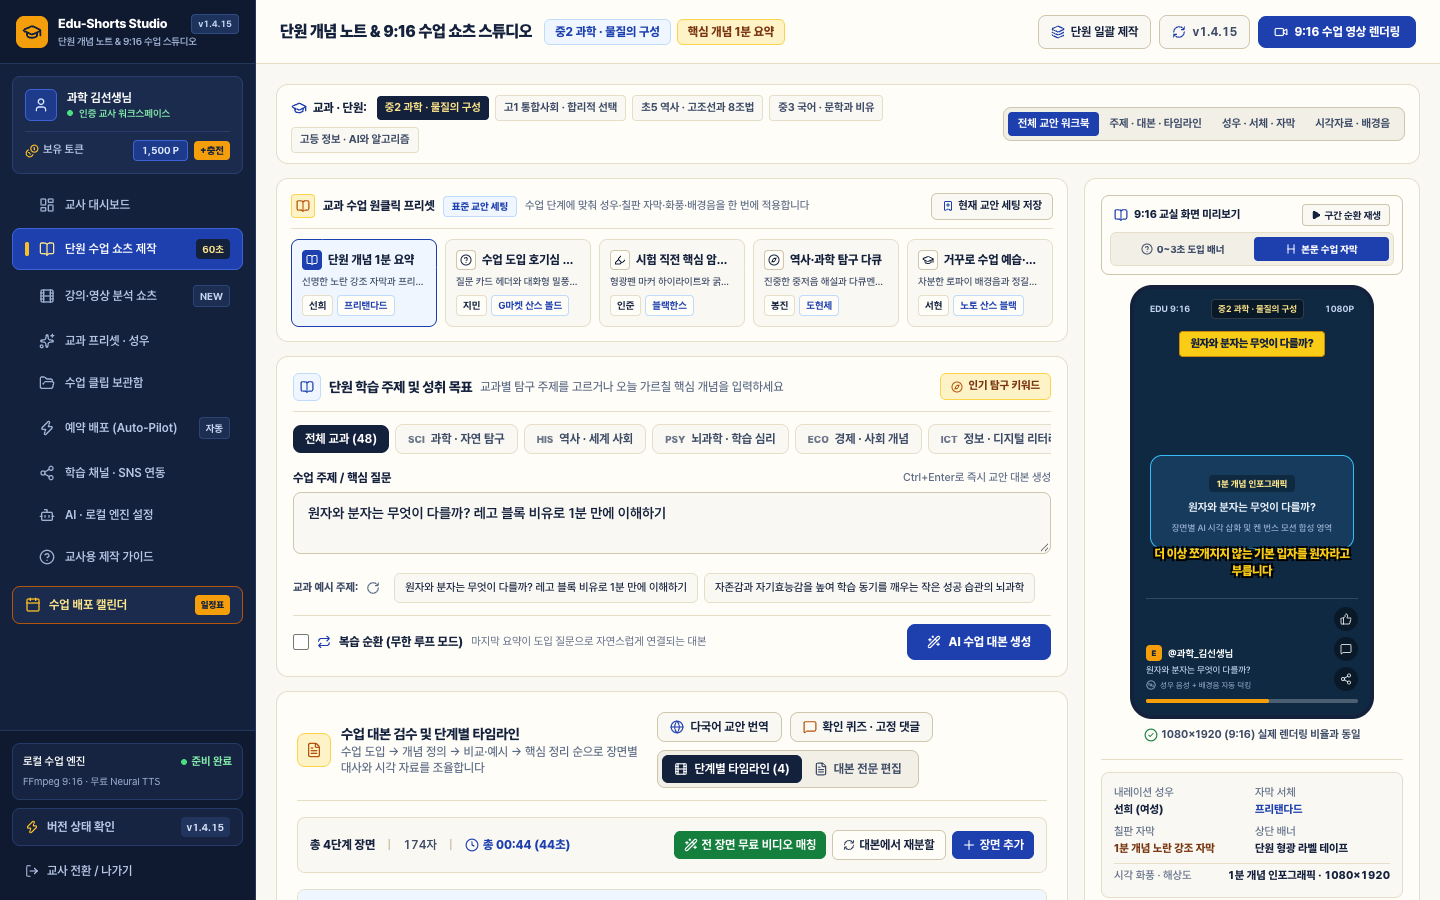 Edu-Shorts Studio
v1.4.15
단원 개념 노트 & 9:16 수업 스튜디오
과학 김선생님
인증 교사 워크스페이스
보유 토큰
1,500 P
+충전
교사 대시보드
단원 수업 쇼츠 제작
60초
강의·영상 분석 쇼츠
NEW
교과 프리셋 · 성우
수업 클립 보관함
예약 배포 (Auto-Pilot)
자동
학습 채널 · SNS 연동
AI · 로컬 엔진 설정
교사용 제작 가이드
수업 배포 캘린더
일정표
로컬 수업 엔진
준비 완료
FFmpeg 9:16 · 무료 Neural TTS
버전 상태 확인
v1.4.15
교사 전환 / 나가기
단원 개념 노트 & 9:16 수업 쇼츠 스튜디오
중2 과학 · 물질의 구성
핵심 개념 1분 요약
단원 일괄 제작
v1.4.15
9:16 수업 영상 렌더링
교과 · 단원:
중2 과학 · 물질의 구성
고1 통합사회 · 합리적 선택
초5 역사 · 고조선과 8조법
중3 국어 · 문학과 비유
고등 정보 · AI와 알고리즘
전체 교안 워크북
주제 · 대본 · 타임라인
성우 · 서체 · 자막
시각자료 · 배경음
교과 수업 원클릭 프리셋
표준 교안 세팅
수업 단계에 맞춰 성우·칠판 자막·화풍·배경음을 한 번에 적용합니다
현재 교안 세팅 저장
단원 개념 1분 요약
선명한 노란 강조 자막과 프리...
선희
프리텐다드
수업 도입 호기심 ...
질문 카드 헤더와 대화형 밀풍...
지민
G마켓 산스 볼드
시험 직전 핵심 암...
형광펜 마커 하이라이트와 굵...
인준
블랙한스
역사·과학 탐구 다큐
진중한 중저음 해설과 다큐멘...
봉진
도현체
거꾸로 수업 예습·...
차분한 로파이 배경음과 정갈...
서현
노토 산스 블랙
단원 학습 주제 및 성취 목표
교과별 탐구 주제를 고르거나 오늘 가르칠 핵심 개념을 입력하세요
인기 탐구 키워드
전체 교과 (48)
SCI 과학 · 자연 탐구
HIS 역사 · 세계 사회
PSY 뇌과학 · 학습 심리
ECO 경제 · 사회 개념
ICT 정보 · 디지털 리터러
수업 주제 / 핵심 질문
Ctrl+Enter로 즉시 교안 대본 생성
원자와 분자는 무엇이 다를까? 레고 블록 비유로 1분 만에 이해하기
교과 예시 주제:
원자와 분자는 무엇이 다를까? 레고 블록 비유로 1분 만에 이해하기
자존감과 자기효능감을 높여 학습 동기를 깨우는 작은 성공 습관의 뇌과학
복습 순환 (무한 루프 모드)
마지막 요약이 도입 질문으로 자연스럽게 연결되는 대본
AI 수업 대본 생성
수업 대본 검수 및 단계별 타임라인
수업 도입 → 개념 정의 → 비교·예시 → 핵심 정리 순으로 장면별
대사와 시각 자료를 조율합니다
다국어 교안 번역
확인 퀴즈 · 고정 댓글
단계별 타임라인 (4)
대본 전문 편집
총 4단계 장면
174자
총 00:44 (44초)
전 장면 무료 비디오 매칭
대본에서 재분할
장면 추가
9:16 교실 화면 미리보기
구간 순환 재생
0~3초 도입 배너
본문 수업 자막
EDU 9:16
중2 과학 · 물질의 구성
1080P
원자와 분자는 무엇이 다를까?
1분 개념 인포그래픽
원자와 분자는 무엇이 다를까?
장면별 AI 시각 삽화 및 켄 번스 모션 합성 영역
더 이상 쪼개지지 않는 기본 입자를 원자라고
부릅니다
E
@과학_김선생님
원자와 분자는 무엇이 다를까?
성우 음성 + 배경음 자동 덕킹
1080×1920 (9:16) 실제 렌더링 비율과 동일
내레이션 성우
선희 (여성)
자막 서체
프리텐다드
칠판 자막
1분 개념 노란 강조 자막
상단 배너
단원 형광 라벨 테이프
시각 화풍 · 해상도
1분 개념 인포그래픽 · 1080×1920